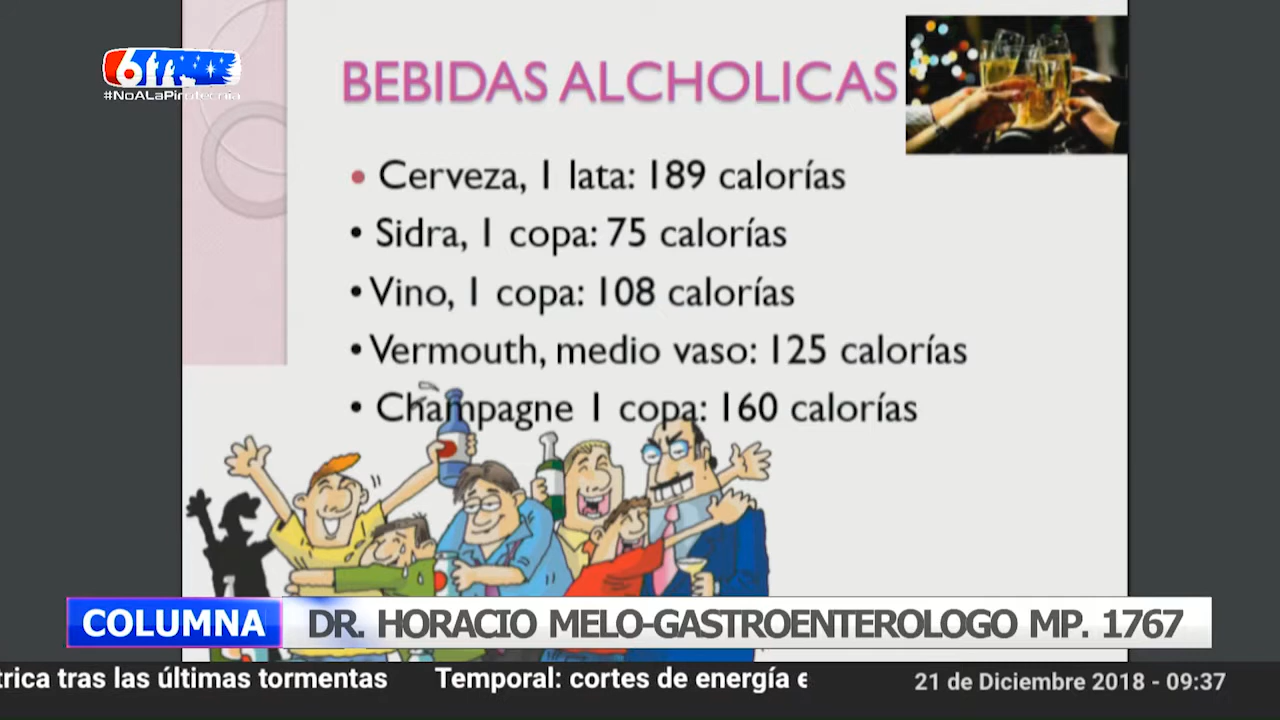 #NoALaPirotecnia
BEBIDAS ALCHOLICAS
• Cerveza, 1 lata: 189 calorías
• Sidra, 1 copa: 75 calorías
• Vino, 1 copa: 108 calorías
• Vermouth, medio vaso: 125 calorías
• Champagne 1 copa: 160 calorías
COLUMNA
DR. HORACIO MELO-GASTROENTEROLOGO MP. 1767
trica tras las últimas tormentas
Temporal: cortes de energía e
21 de Diciembre 2018 - 09:37